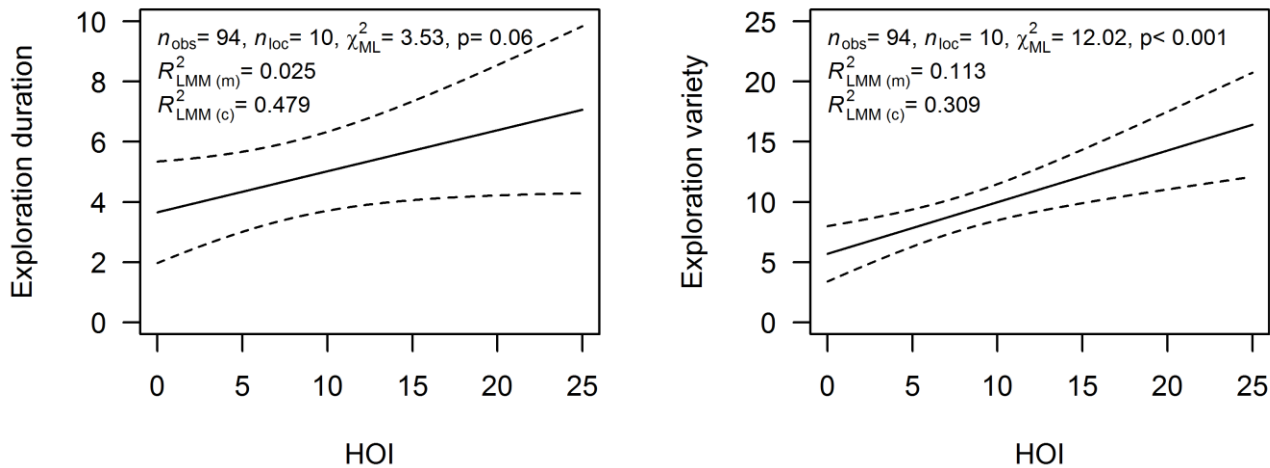 Exploration duration
10
8
6
4
2
0
n_obs= 94, n_loc= 10, χ²_ML= 3.53, p= 0.06
R²_LMM (m)= 0.025
R²_LMM (c)= 0.479
0 5 10 15 20 25
HOI
Exploration variety
25
20
15
10
5
0
n_obs= 94, n_loc= 10, χ²_ML= 12.02, p< 0.001
R²_LMM (m)= 0.113
R²_LMM (c)= 0.309
0 5 10 15 20 25
HOI